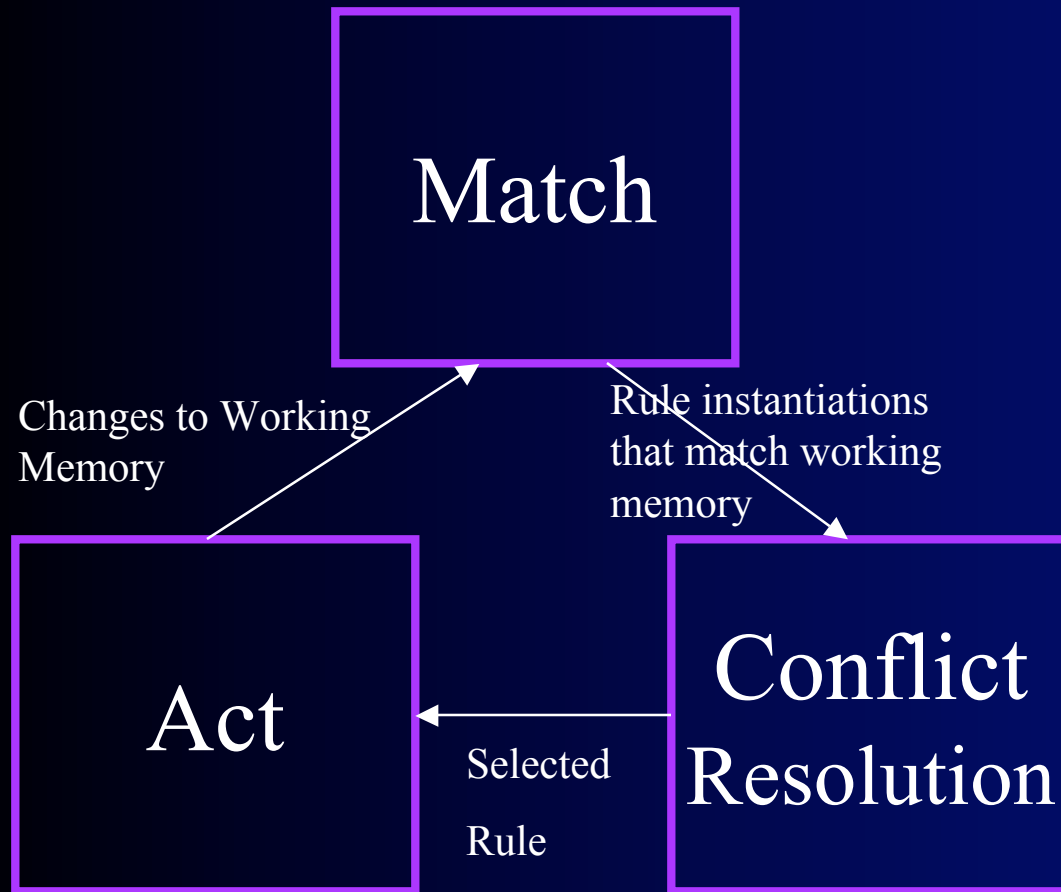 Match
Changes to Working
Memory
Rule instantiations
that match working
memory
Act
Selected
Rule
Conflict
Resolution